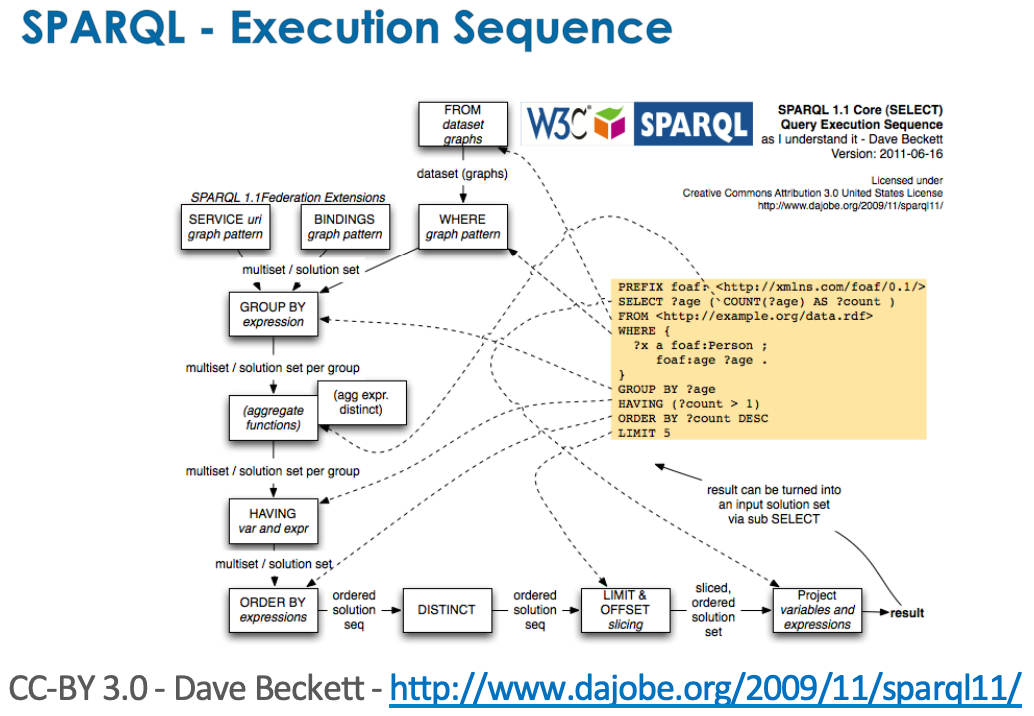 SPARQL - Execution Sequence
FROM
dataset
graphs
W3C® SPARQL
SPARQL 1.1 Core (SELECT)
Query Execution Sequence
as I understand it - Dave Beckett
Version: 2011-06-16
Licensed under
Creative Commons Attribution 3.0 United States License
http://www.dajobe.org/2009/11/sparql11/
dataset (graphs)
SPARQL 1.1Federation Extensions
SERVICE uri
graph pattern
BINDINGS
graph pattern
WHERE
graph pattern
multiset / solution set
GROUP BY
expression
multiset / solution set per group
(aggregate
functions)
(agg expr.
distinct)
multiset / solution set per group
HAVING
var and expr
multiset / solution set
PREFIX foaf: <http://xmlns.com/foaf/0.1/>
SELECT ?age ( COUNT(?age) AS ?count )
FROM <http://example.org/data.rdf>
WHERE {
?x a foaf:Person ;
foaf:age ?age .
}
GROUP BY ?age
HAVING (?count > 1)
ORDER BY ?count DESC
LIMIT 5
result can be turned into
an input solution set
via sub SELECT
ORDER BY
expressions
ordered
solution
seq
DISTINCT
ordered
solution
seq
LIMIT &
OFFSET
slicing
sliced,
ordered
solution
set
Project
variables and
expressions
result
CC-BY 3.0 - Dave Beckett - http://www.dajobe.org/2009/11/sparql11/